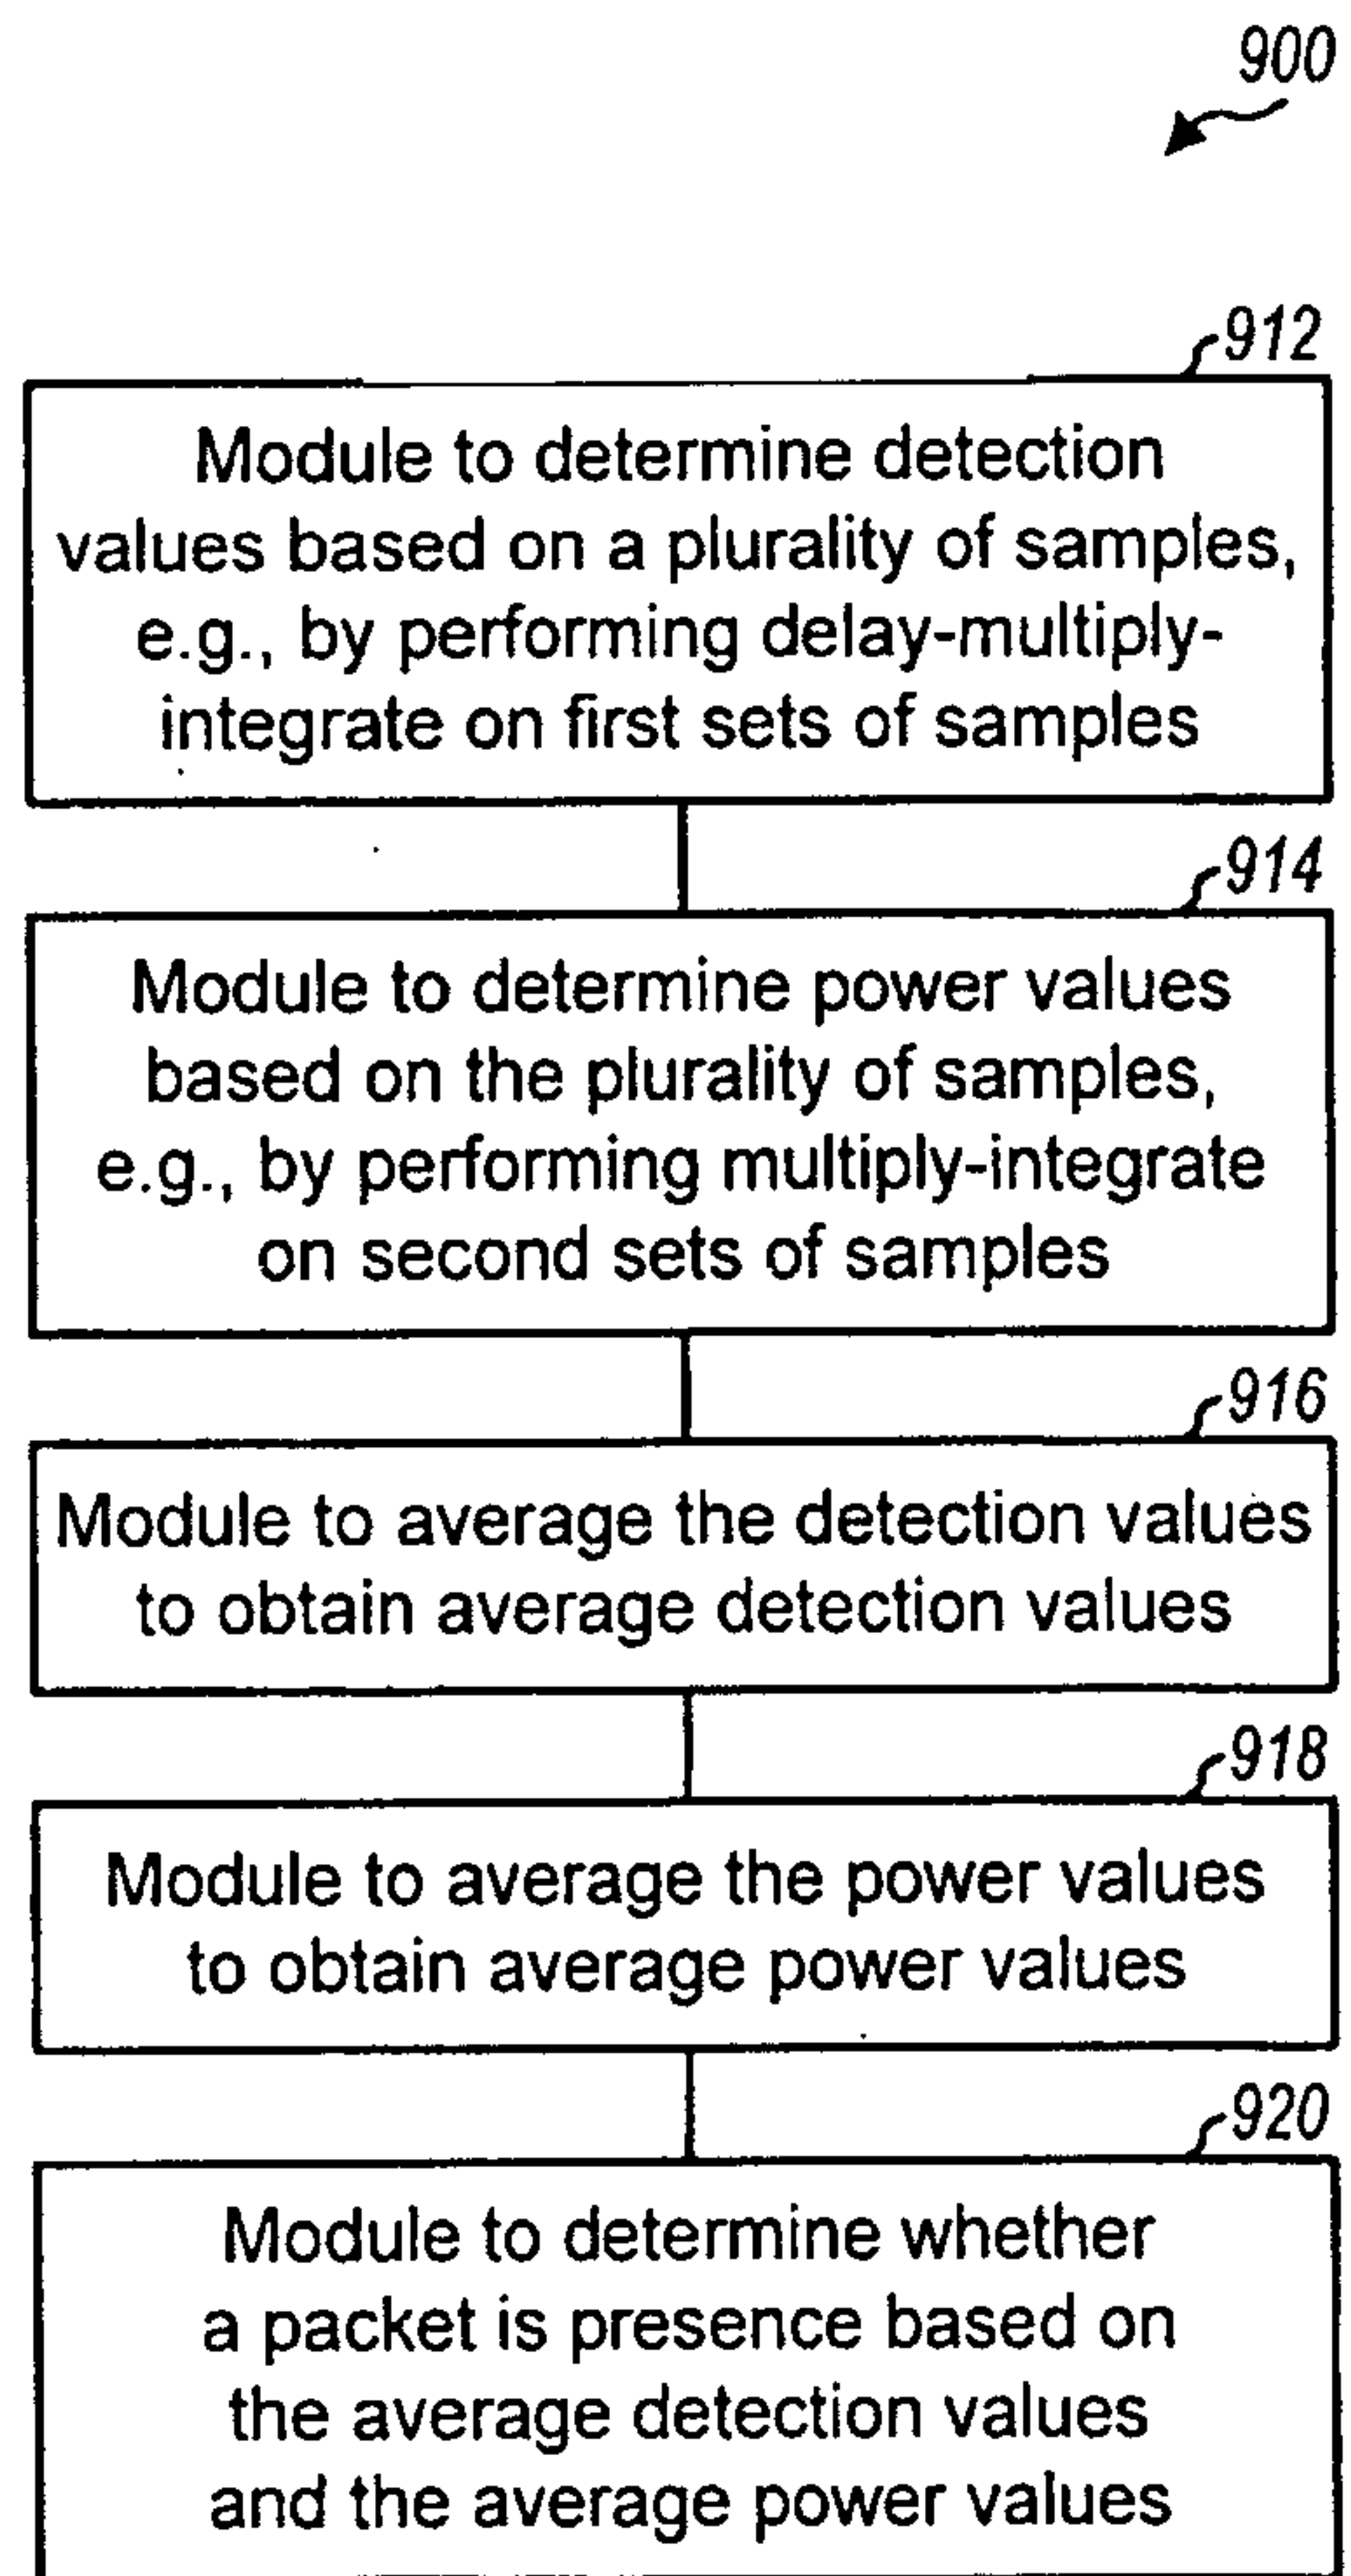 900
912
Module to determine detection
values based on a plurality of samples,
e.g., by performing delay-multiply-
integrate on first sets of samples
914
Module to determine power values
based on the plurality of samples,
e.g., by performing multiply-integrate
on second sets of samples
916
Module to average the detection values
to obtain average detection values
918
Module to average the power values
to obtain average power values
920
Module to determine whether
a packet is presence based on
the average detection values
and the average power values